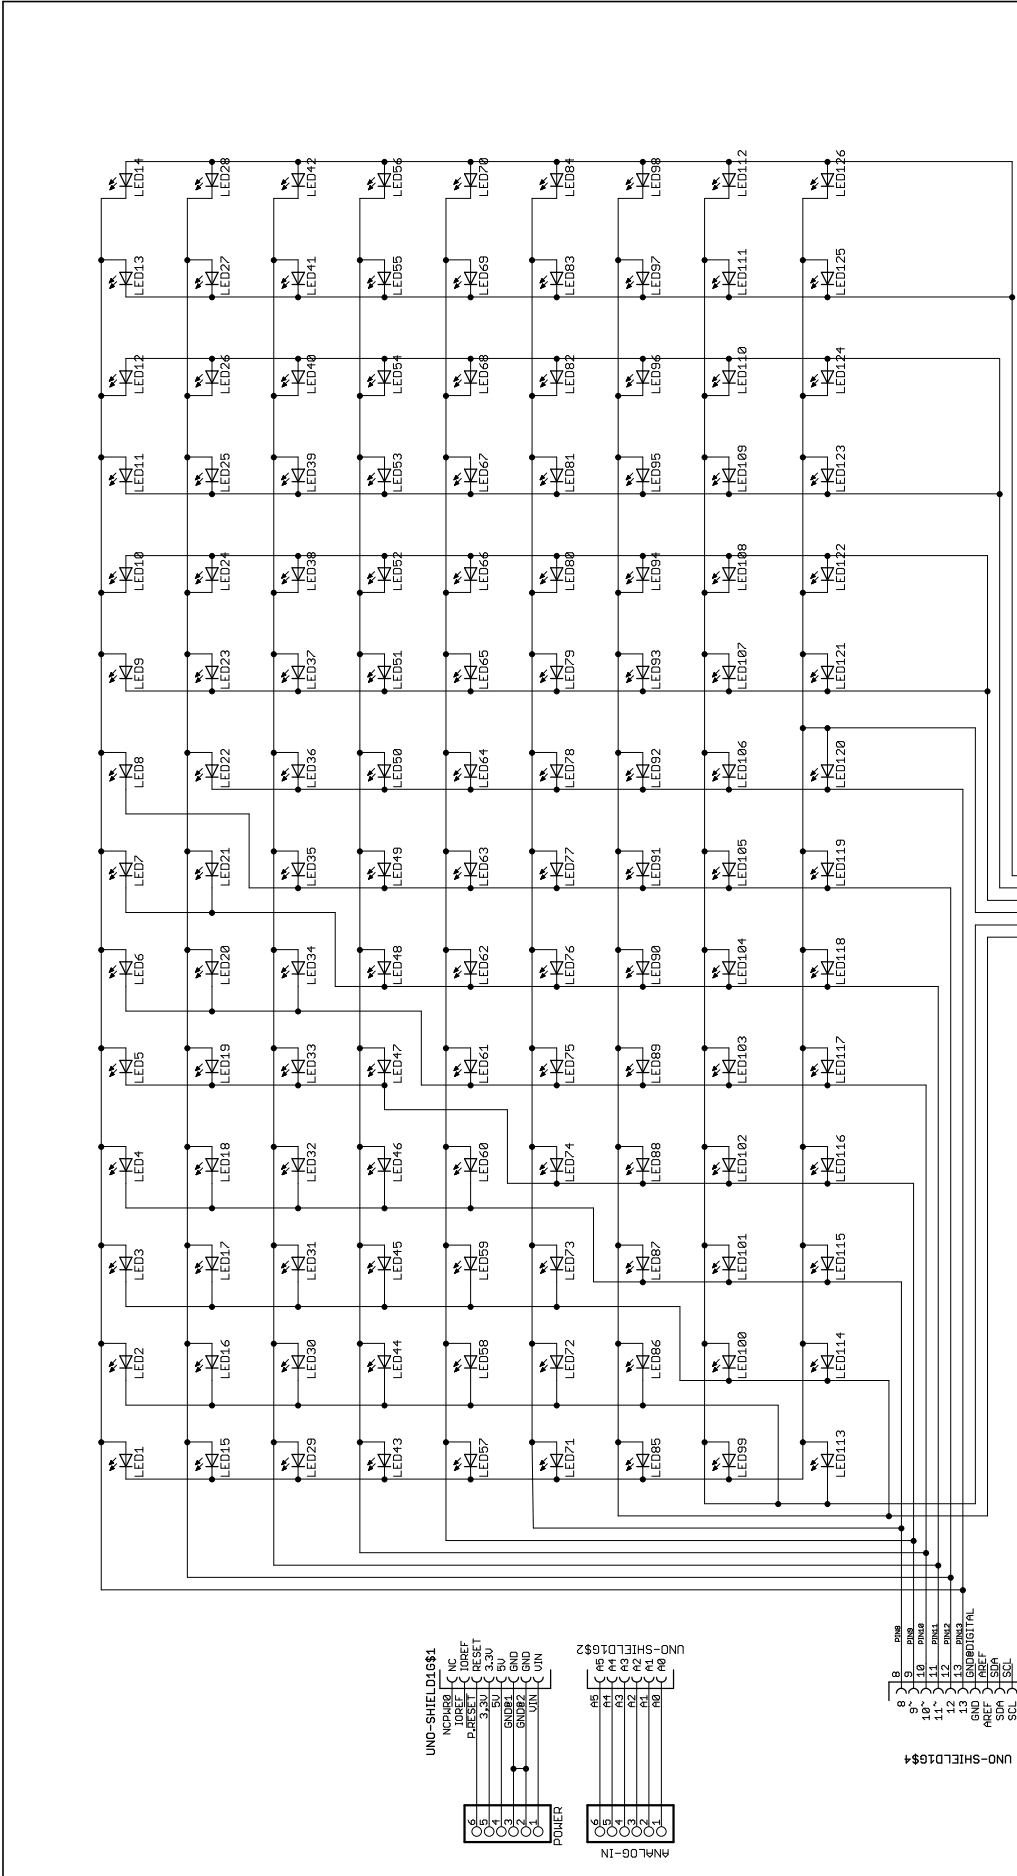 LED14 LED28 LED42 LED56 LED70 LED84 LED98 LED112 LED126
LED13 LED27 LED41 LED55 LED69 LED83 LED97 LED111 LED125
LED12 LED26 LED40 LED54 LED68 LED82 LED96 LED110 LED124
LED11 LED25 LED39 LED53 LED67 LED81 LED95 LED109 LED123
LED10 LED24 LED38 LED52 LED66 LED80 LED94 LED108 LED122
LED9 LED23 LED37 LED51 LED65 LED79 LED93 LED107 LED121
LED8 LED22 LED36 LED50 LED64 LED78 LED92 LED106 LED120
LED7 LED21 LED35 LED49 LED63 LED77 LED91 LED105 LED119
LED6 LED20 LED34 LED48 LED62 LED76 LED90 LED104 LED118
LED5 LED19 LED33 LED47 LED61 LED75 LED89 LED103 LED117
LED4 LED18 LED32 LED46 LED60 LED74 LED88 LED102 LED116
LED3 LED17 LED31 LED45 LED59 LED73 LED87 LED101 LED115
LED2 LED16 LED30 LED44 LED58 LED72 LED86 LED100 LED114
LED1 LED15 LED29 LED43 LED57 LED71 LED85 LED99 LED113
UNO-SHIELD1G$1
NC
IOREF
RESET
3.3V
5V
GND
GND
VIN
NCPWR0
IOREF
P.RESET
3.3V
5V
GND@1
GND@2
VIN
6
5
4
3
2
1
POWER
UNO-SHIELD1G$2
A5
A4
A3
A2
A1
A0
A5
A4
A3
A2
A1
A0
6
5
4
3
2
1
ANALOG-IN
PIN8
PIN9
PIN10
PIN11
PIN12
PIN13
8
9
10
11
12
13
GND@DIGITAL
AREF
SDA
SCL
8
9~
10~
11~
12
13
GND
AREF
SDA
SCL
UNO-SHIELD1G$4